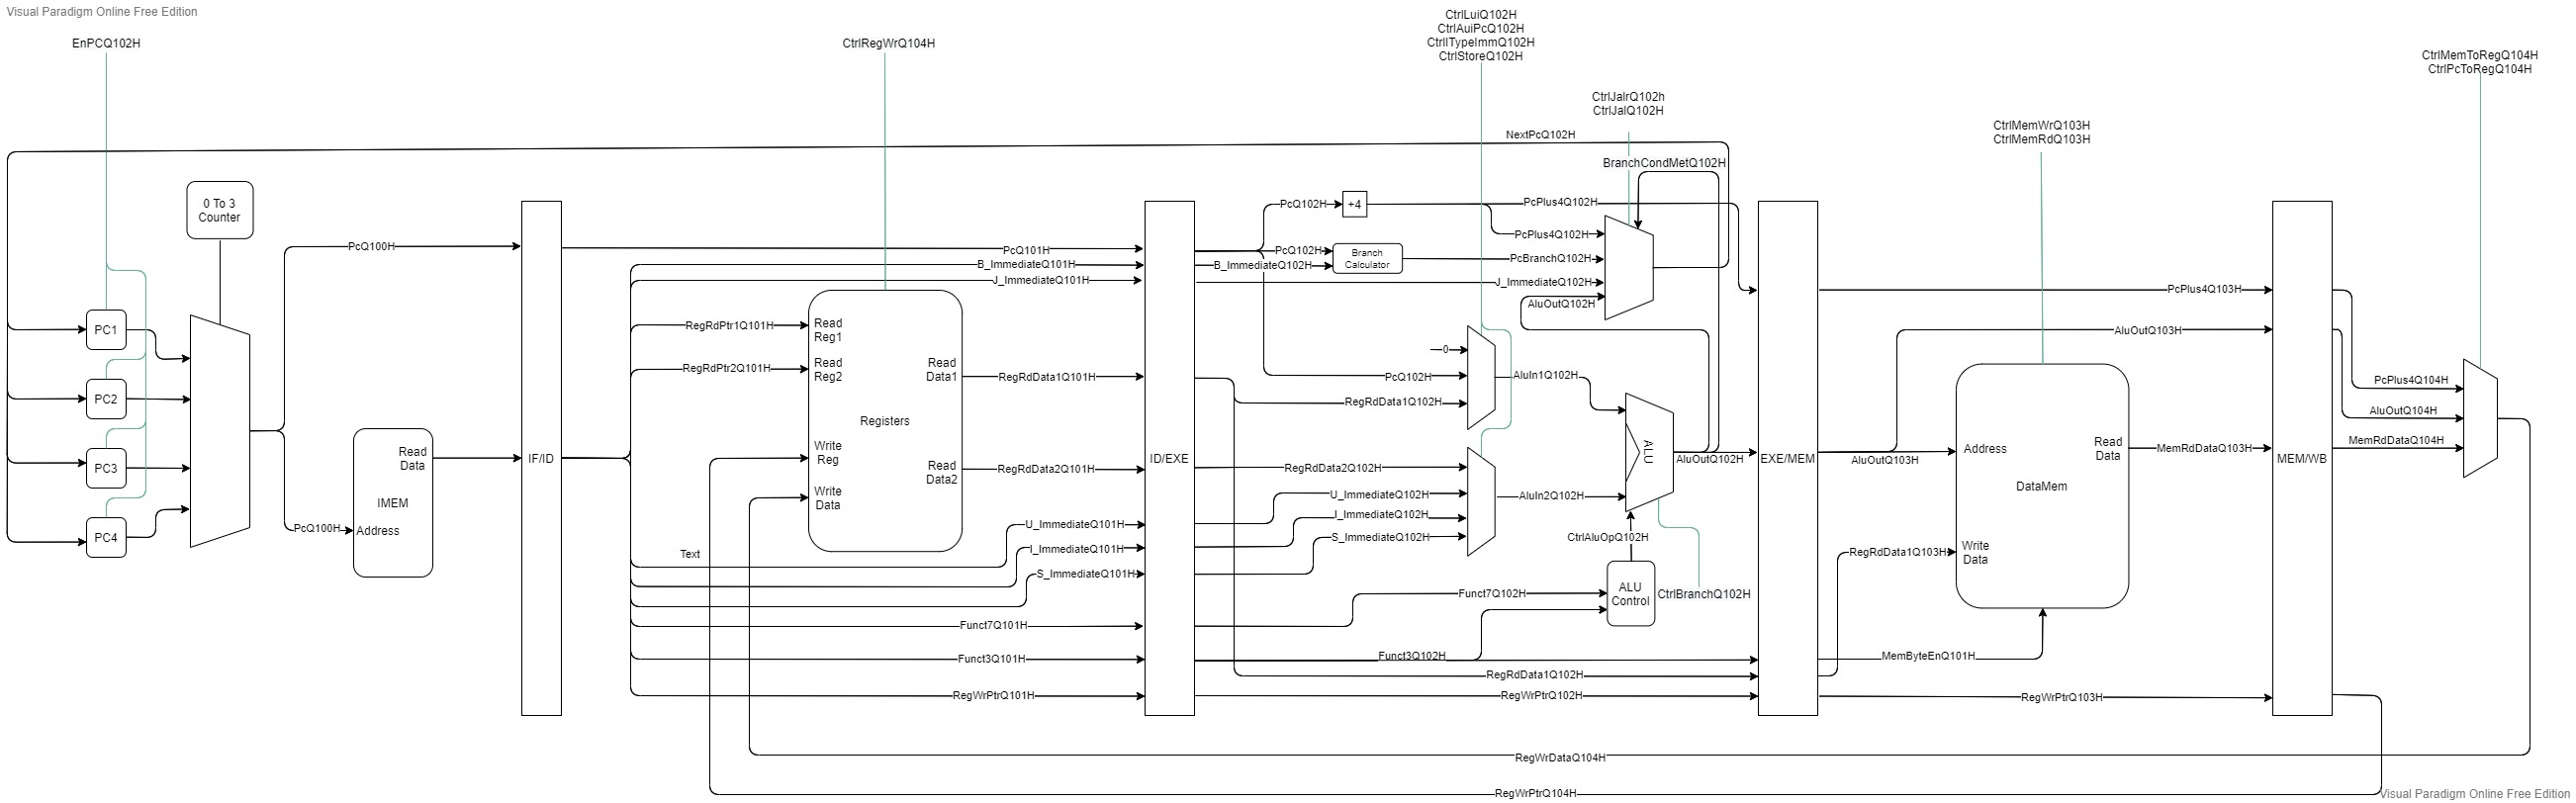 Visual Paradigm Online Free Edition
EnPCQ102H
CtrlRegWrQ104H
CtrlLuiQ102H
CtrlAuiPcQ102H
CtrlITypeImmQ102H
CtrlStoreQ102H
CtrlJalrQ102h
CtrlJalQ102H
CtrlMemWrQ103H
CtrlMemRdQ103H
CtrlMemToRegQ104H
CtrlPcToRegQ104H
NextPcQ102H
BranchCondMetQ102H
0 To 3
Counter
PC1
PC2
PC3
PC4
PcQ100H
PcQ100H
Read
Data
IMEM
Address
IF/ID
PcQ101H
B_ImmediateQ101H
J_ImmediateQ101H
RegRdPtr1Q101H
RegRdPtr2Q101H
Read
Reg1
Read
Reg2
Read
Data1
Registers
Write
Reg
Read
Data2
Write
Data
RegRdData1Q101H
RegRdData2Q101H
U_ImmediateQ101H
I_ImmediateQ101H
S_ImmediateQ101H
Text
Funct7Q101H
Funct3Q101H
RegWrPtrQ101H
ID/EXE
PcQ102H
+4
PcPlus4Q102H
PcPlus4Q102H
PcQ102H
B_ImmediateQ102H
Branch
Calculator
PcBranchQ102H
J_ImmediateQ102H
AluOutQ102H
0
PcQ102H
RegRdData1Q102H
AluIn1Q102H
RegRdData2Q102H
U_ImmediateQ102H
I_ImmediateQ102H
S_ImmediateQ102H
AluIn2Q102H
ALU
AluOutQ102H
CtrlAluOpQ102H
ALU
Control
CtrlBranchQ102H
Funct7Q102H
Funct3Q102H
RegRdData1Q102H
RegWrPtrQ102H
EXE/MEM
PcPlus4Q103H
AluOutQ103H
AluOutQ103H
Address
Read
Data
DataMem
Write
Data
RegRdData1Q103H
MemByteEnQ101H
MemRdDataQ103H
RegWrPtrQ103H
MEM/WB
PcPlus4Q104H
AluOutQ104H
MemRdDataQ104H
RegWrDataQ104H
RegWrPtrQ104H
Visual Paradigm Online Free Edition